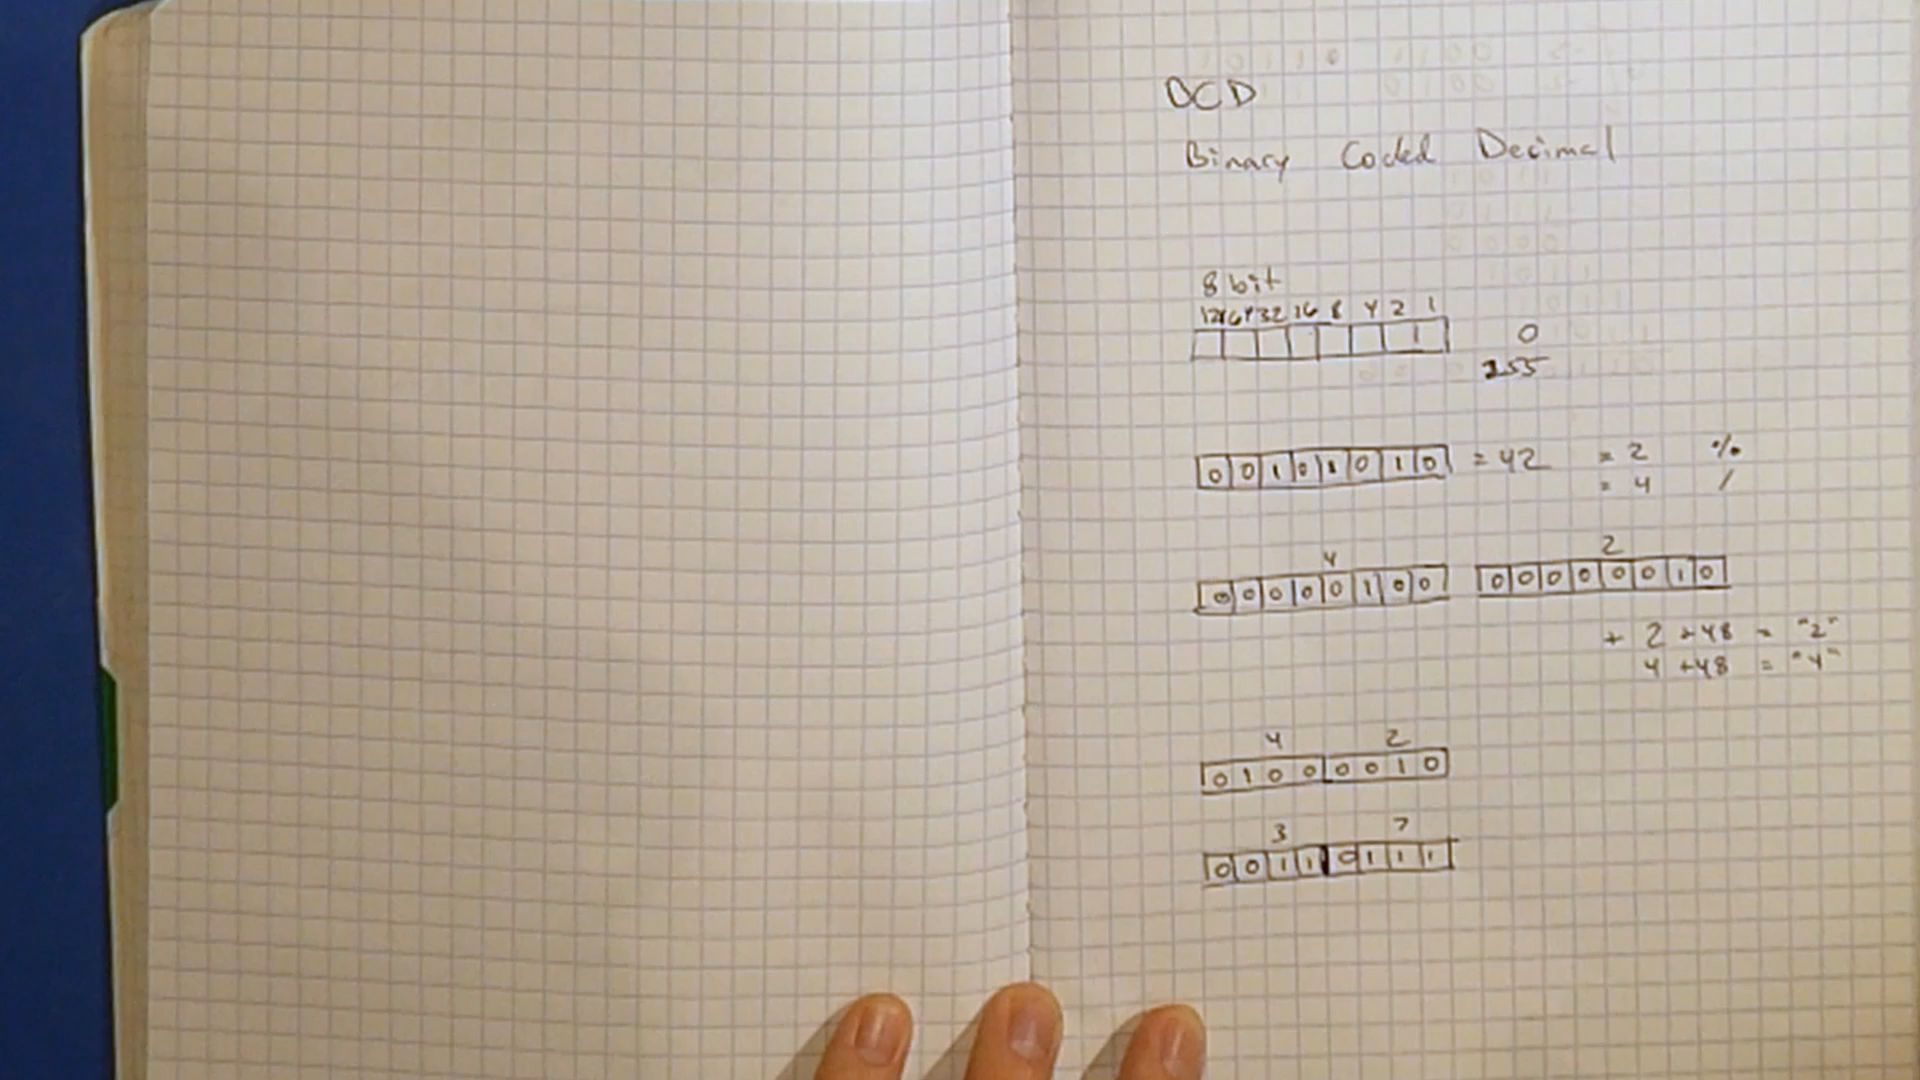 BCD
Binary Coded Decimal
8 bit
128 64 32 16 8 4 2 1
1 0
255
0 0 1 0 1 0 1 0 = 42 = 2 %
= 4 /
4 2
0 0 0 0 0 1 0 0 0 0 0 0 0 0 1 0
+ 2 +48 = "2"
4 +48 = "4"
4 2
0 1 0 0 0 0 1 0
3 7
0 0 1 1 0 1 1 1